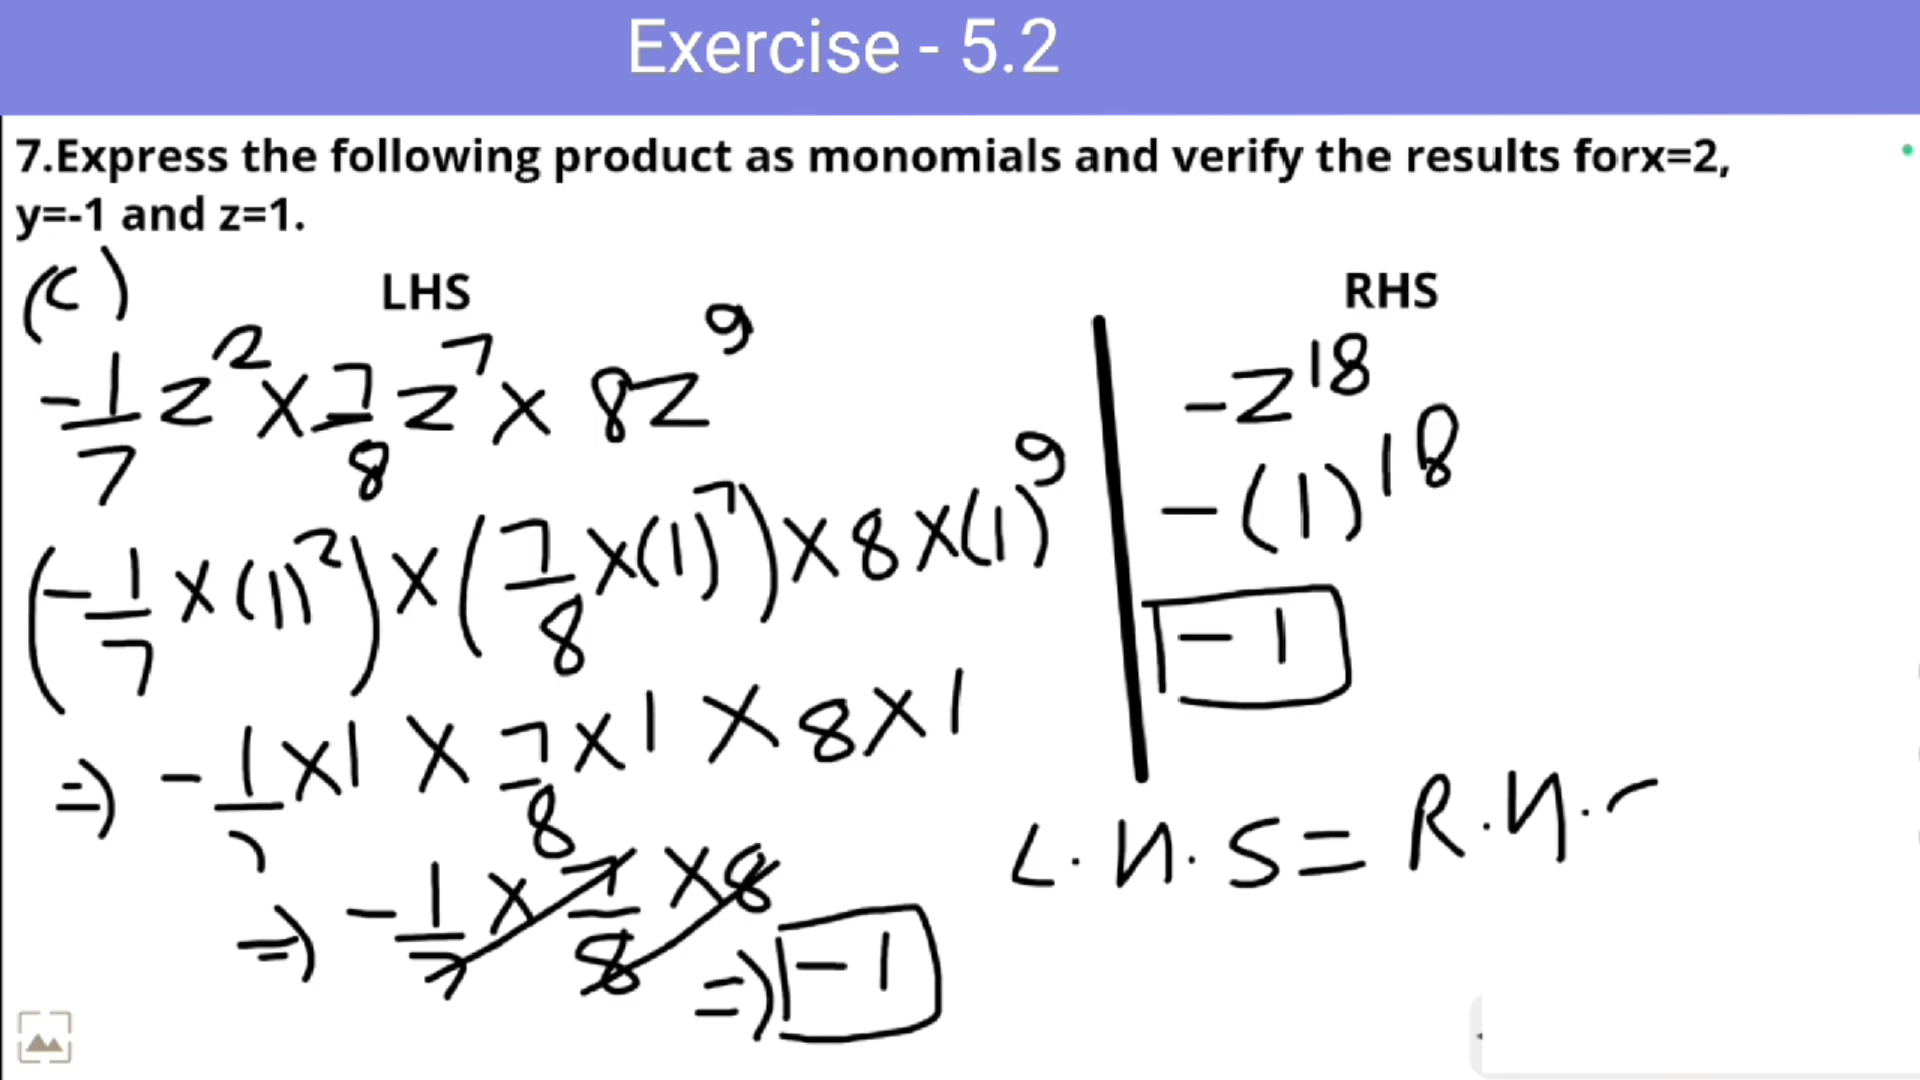 Exercise - 5.2
7.Express the following product as monomials and verify the results forx=2,
y=-1 and z=1.
(c)
LHS
-1/7 z² × 7/8 z⁷ × 8z⁹
(-1/7 × (1)²) × (7/8 × (1)⁷) × 8 × (1)⁹
=> -1/7 × 1 × 7/8 × 1 × 8 × 1
=> -1/7 × 7/8 × 8 => -1
RHS
-z¹⁸
-(1)¹⁸
-1
L.H.S = R.H.